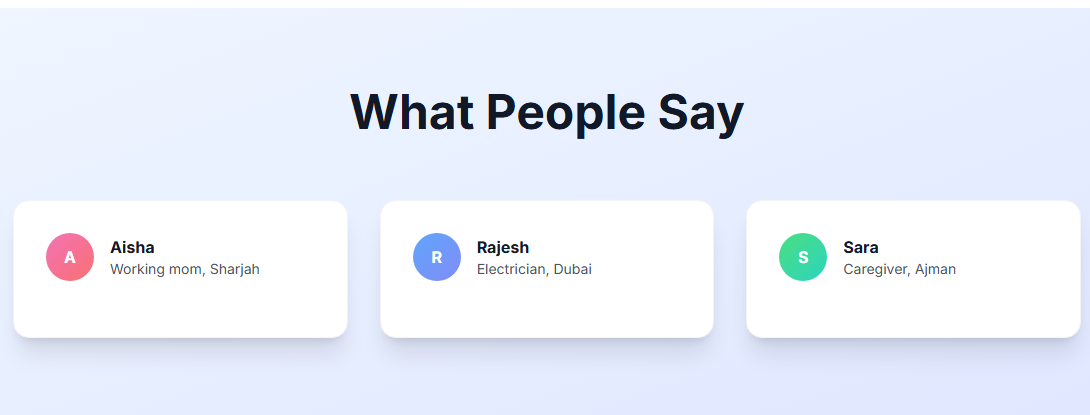 What People Say
A
Aisha
Working mom, Sharjah
R
Rajesh
Electrician, Dubai
S
Sara
Caregiver, Ajman